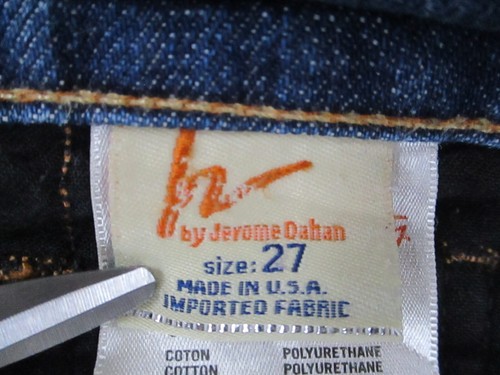 by Jerome Dahan
size: 27
MADE IN U.S.A.
IMPORTED FABRIC
COTON POLYURETHANE
COTTON POLYURETHANE